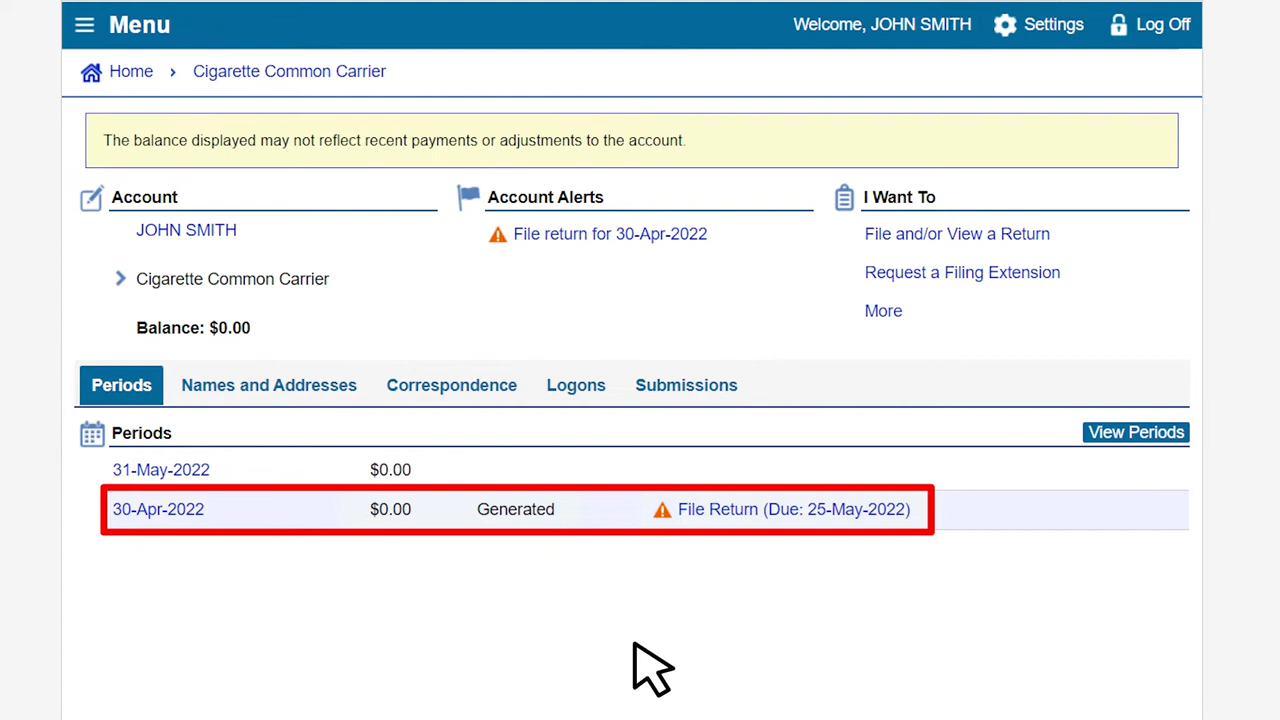 Menu
Welcome, JOHN SMITH
Settings
Log Off
Home
Cigarette Common Carrier
The balance displayed may not reflect recent payments or adjustments to the account.
Account
JOHN SMITH
Cigarette Common Carrier
Balance: $0.00
Account Alerts
File return for 30-Apr-2022
I Want To
File and/or View a Return
Request a Filing Extension
More
Periods Names and Addresses Correspondence Logons Submissions
Periods
View Periods
31-May-2022 $0.00
30-Apr-2022 $0.00 Generated File Return (Due: 25-May-2022)